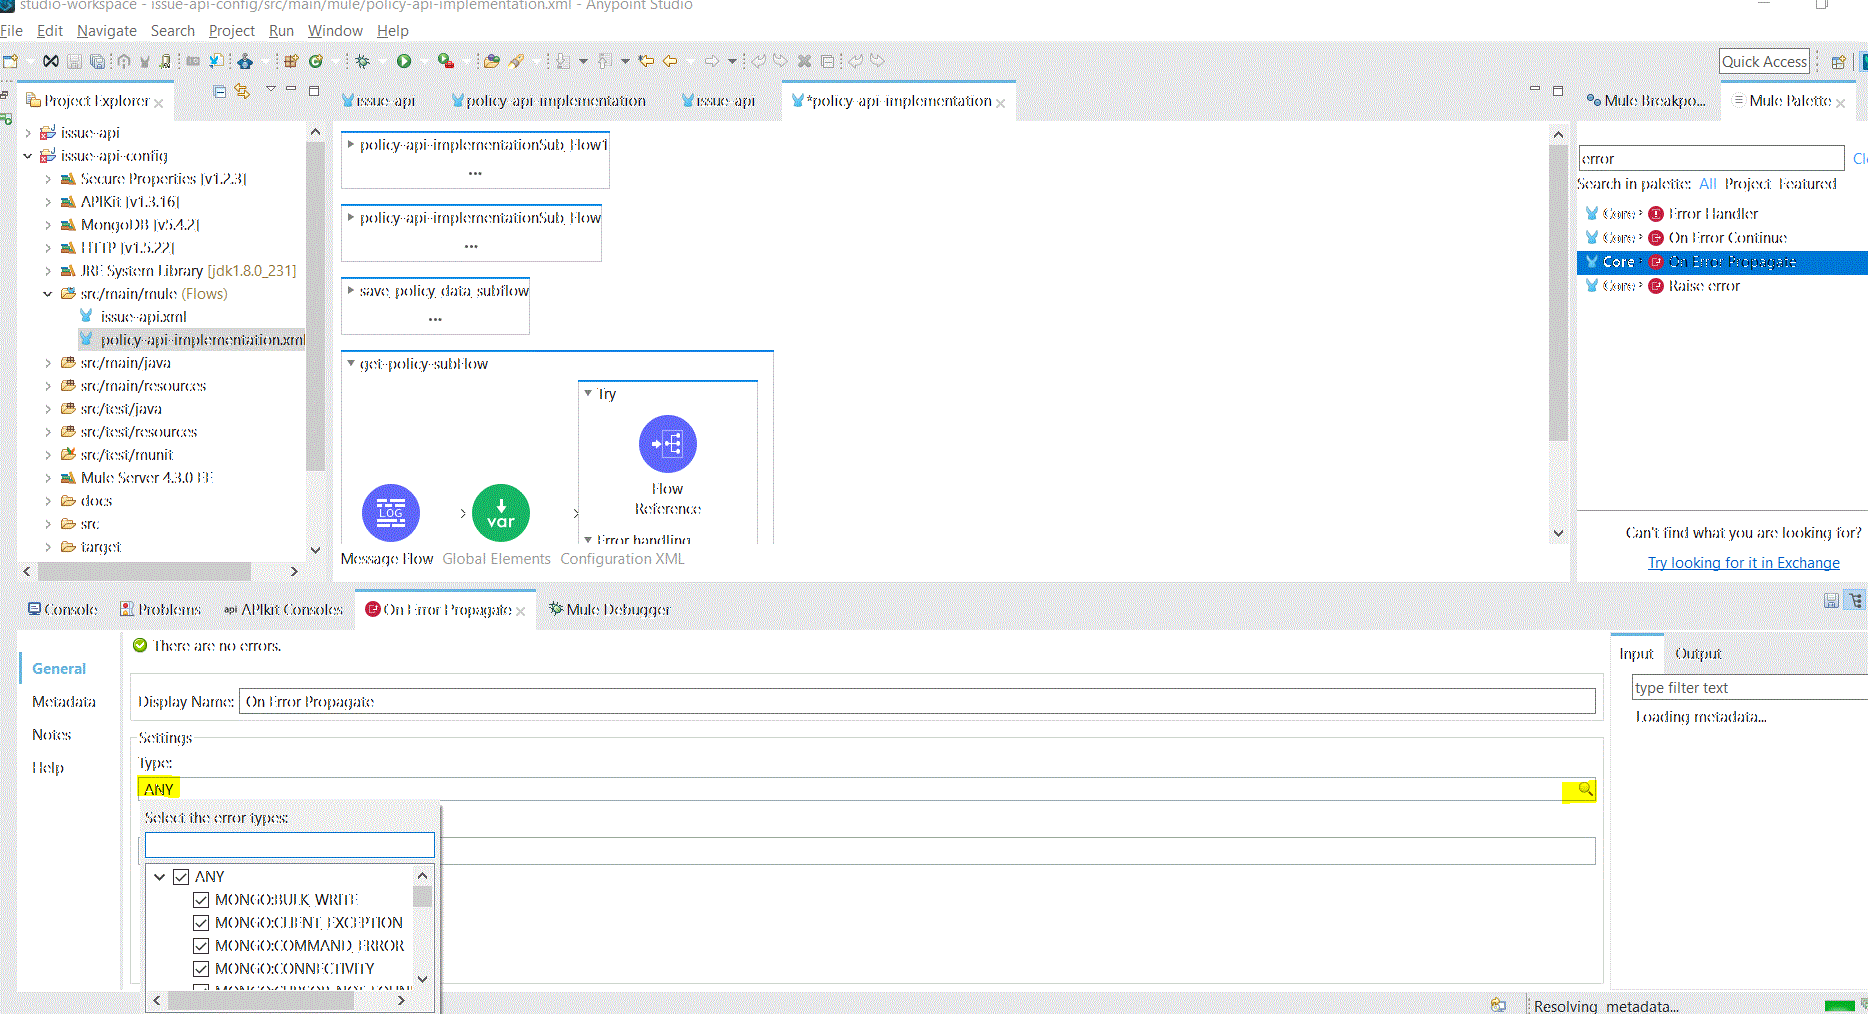 studio-workspace - issue-api-config/src/main/mule/policy-api-implementation.xml - Anypoint Studio
File Edit Navigate Search Project Run Window Help
Quick Access
Project Explorer
issue-api
policy-api-implementation
issue-api
*policy-api-implementation
Mule Breakpo...
Mule Palette
issue-api
issue-api-config
Secure Properties [v1.2.3]
APIKit [v1.3.16]
MongoDB [v5.4.2]
HTTP [v1.5.22]
JRE System Library [jdk1.8.0_231]
src/main/mule (Flows)
issue-api.xml
policy-api-implementation.xml
src/main/java
src/main/resources
src/test/java
src/test/resources
src/test/munit
Mule Server 4.3.0 EE
docs
src
target
policy-api-implementationSub_Flow1
...
policy-api-implementationSub_Flow
...
save_policy_data_subflow
...
get-policy-subFlow
Try
Flow
Reference
LOG
var
Error handling
Message Flow Global Elements Configuration XML
error
Cl
Search in palette: All Project Featured
Core Error Handler
Core On Error Continue
Core On Error Propagate
Core Raise error
Can't find what you are looking for?
Try looking for it in Exchange
Console
Problems
api APIkit Consoles
On Error Propagate
Mule Debugger
General
Metadata
Notes
Help
There are no errors.
Display Name: On Error Propagate
Settings
Type:
ANY
Select the error types:
ANY
MONGO:BULK_WRITE
MONGO:CLIENT_EXCEPTION
MONGO:COMMAND_ERROR
MONGO:CONNECTIVITY
Input Output
type filter text
Loading metadata...
Resolving metadata...